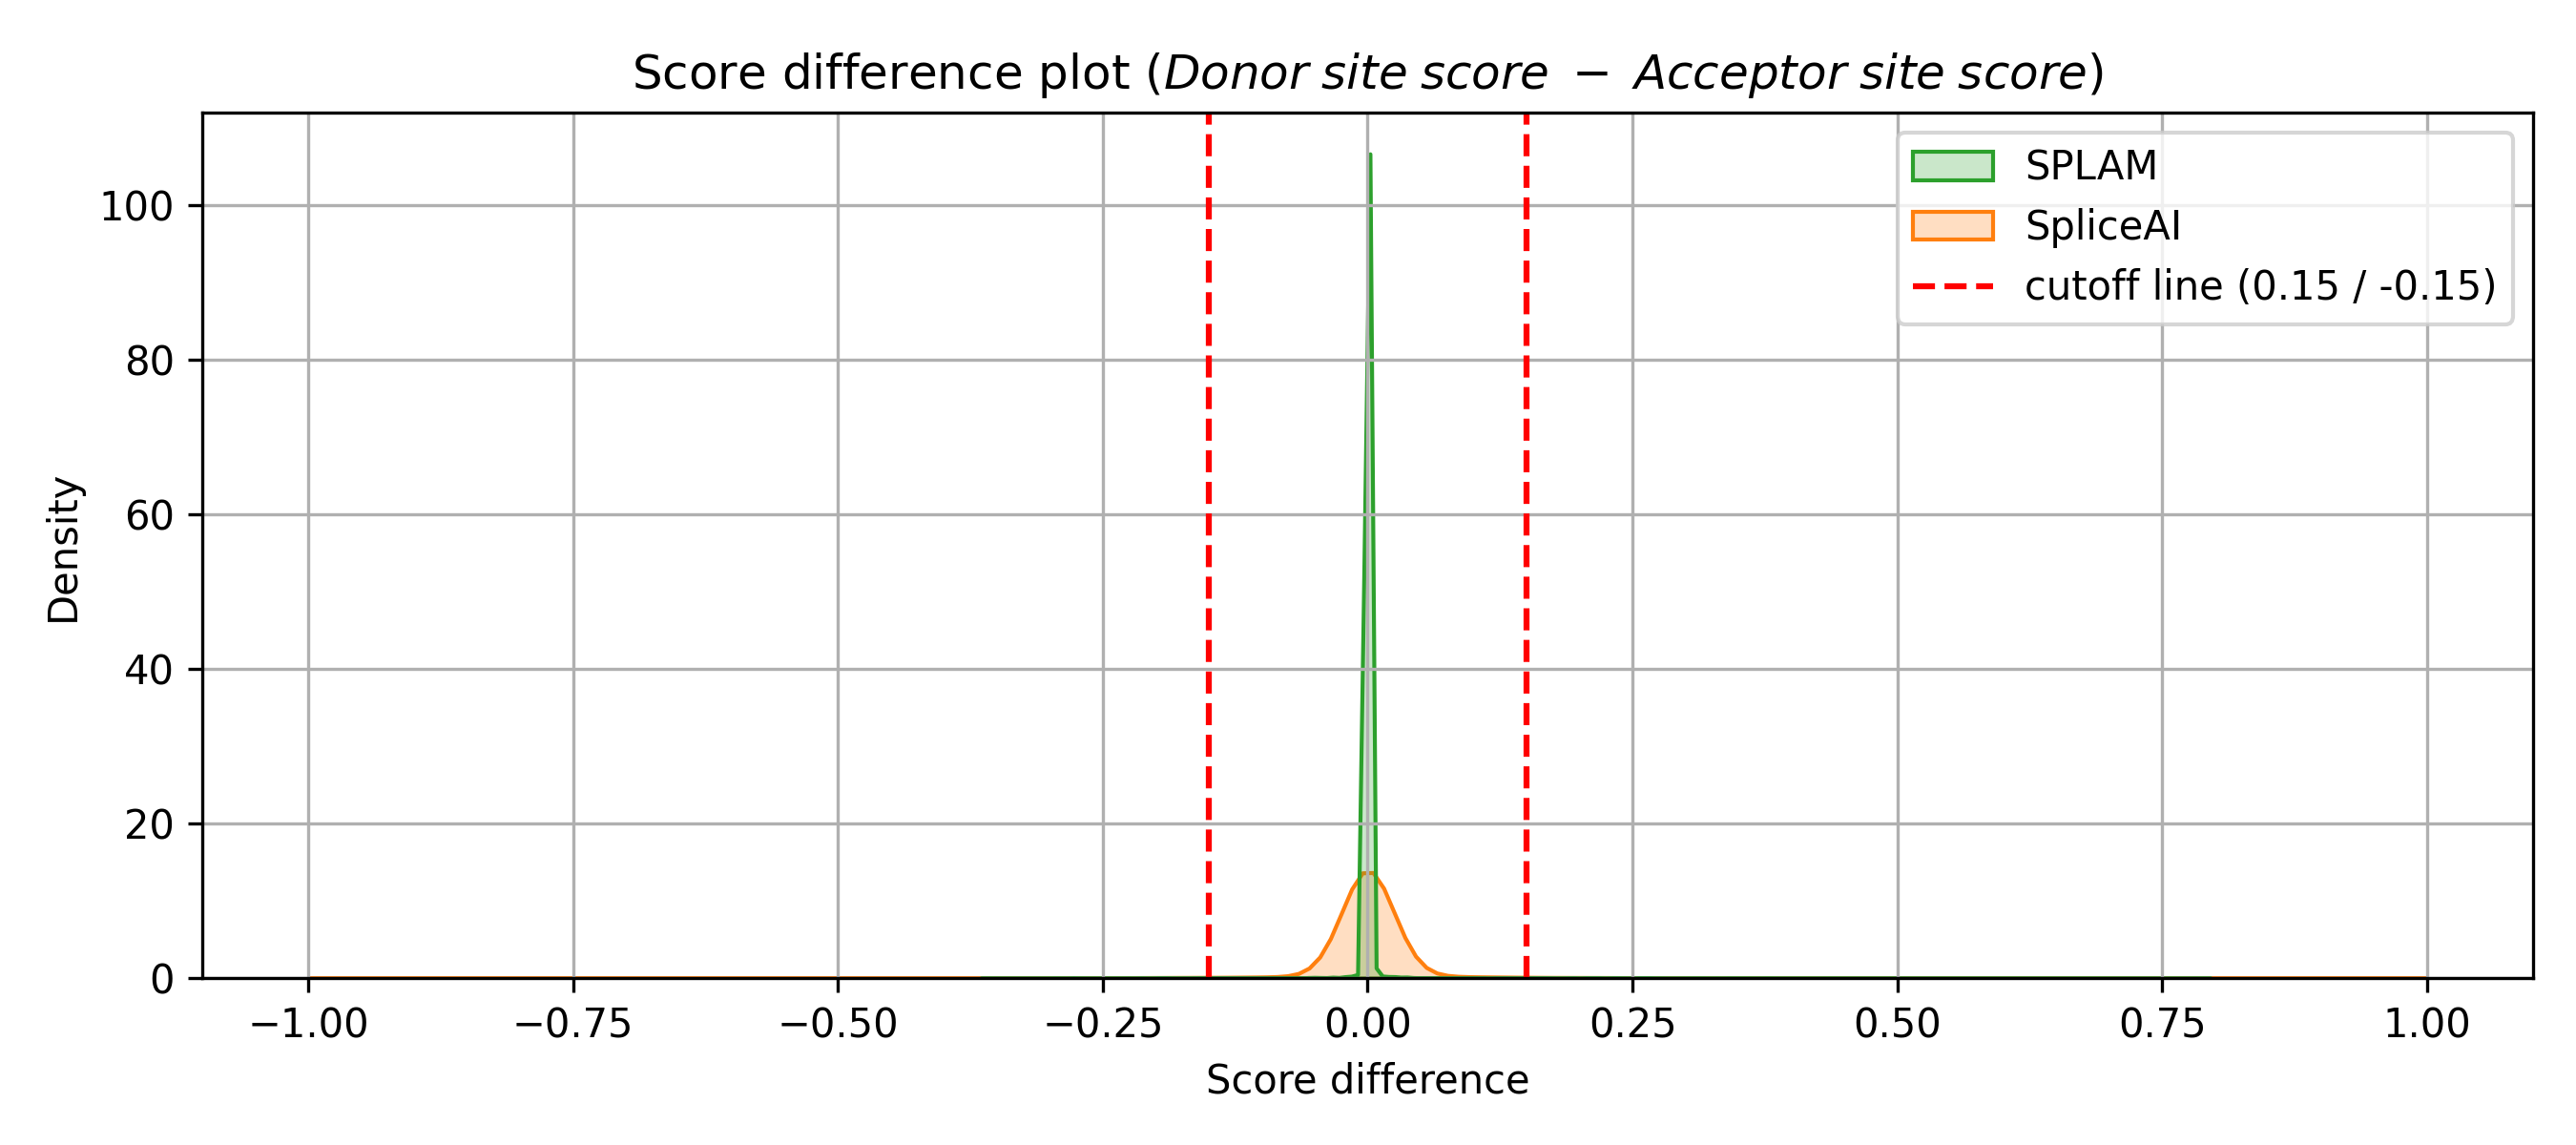 Score difference plot (Donor site score − Acceptor site score)
SPLAM
SpliceAI
cutoff line (0.15 / -0.15)
Density
100
80
60
40
20
0
−1.00 −0.75 −0.50 −0.25 0.00 0.25 0.50 0.75 1.00
Score difference